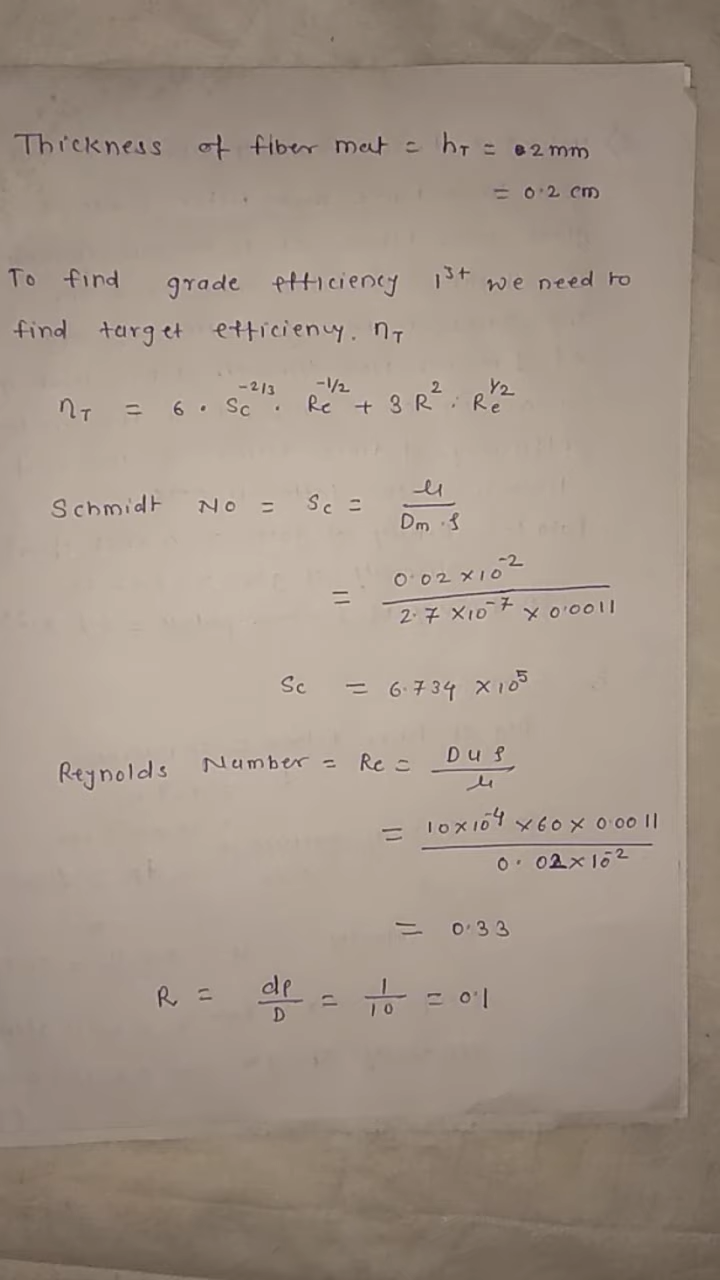 Thickness of fiber mat = hT = 2 mm
= 0.2 cm
To find grade efficiency 1st we need to
find target efficiency. ηT
ηT = 6 · Sc^-2/3 · Re^-1/2 + 3 R^2 · Re^1/2
Schmidt No = Sc = μ / Dm · ρ
= 0.02 × 10^-2 / 2.7 × 10^-7 × 0.0011
Sc = 6.734 × 10^5
Reynolds Number = Re = D u ρ / μ
= 10 × 10^-4 × 60 × 0.0011 / 0.02 × 10^-2
= 0.33
R = dp / D = 1 / 10 = 0.1